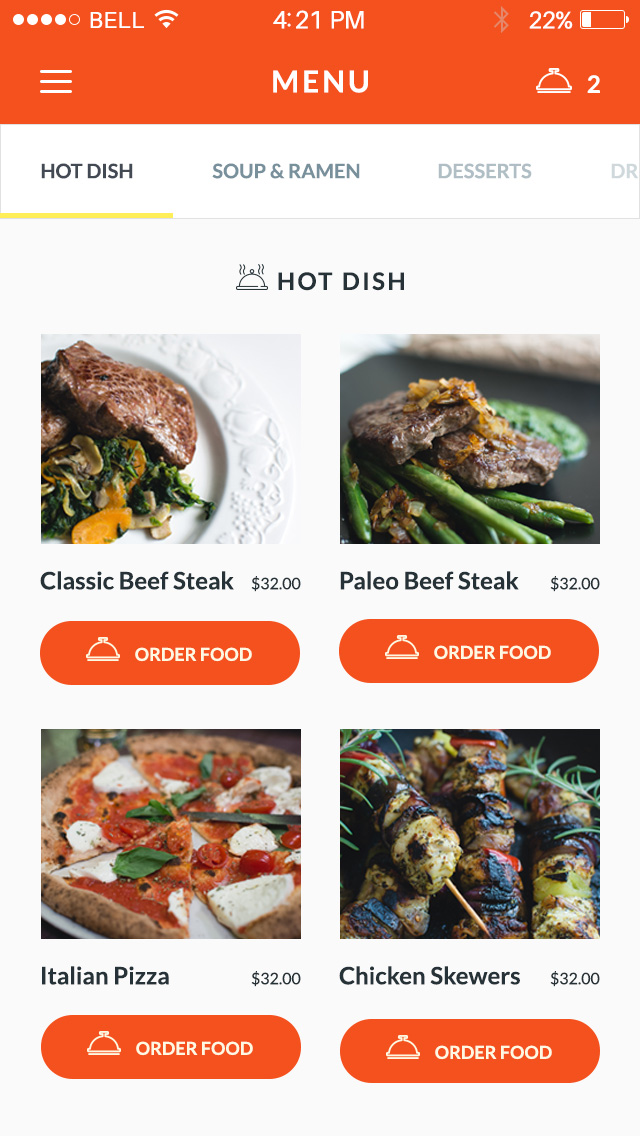 BELL 4:21 PM 22%
MENU 2
HOT DISH SOUP & RAMEN DESSERTS DR
HOT DISH
Classic Beef Steak $32.00 Paleo Beef Steak $32.00
ORDER FOOD ORDER FOOD
Italian Pizza $32.00 Chicken Skewers $32.00
ORDER FOOD ORDER FOOD